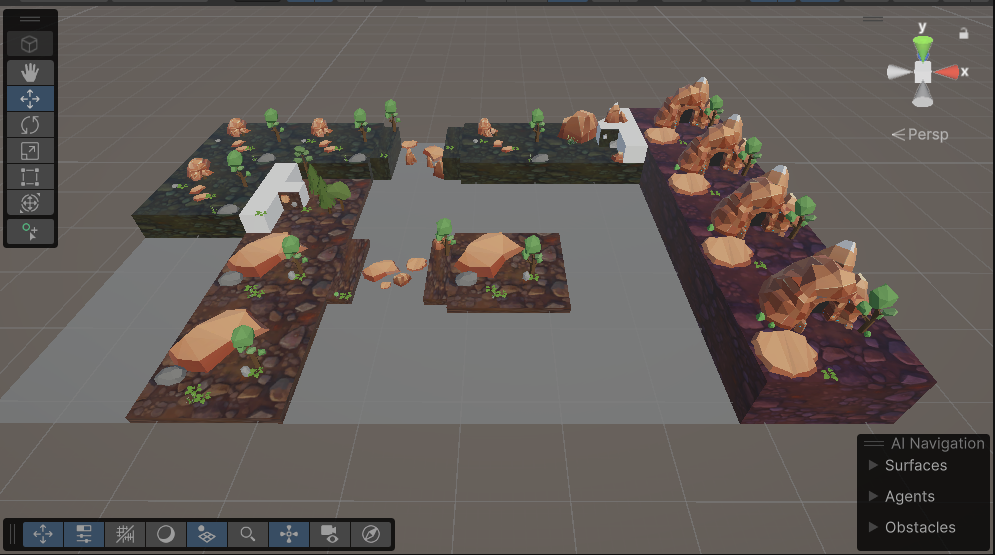 y
x
Persp
AI Navigation
Surfaces
Agents
Obstacles